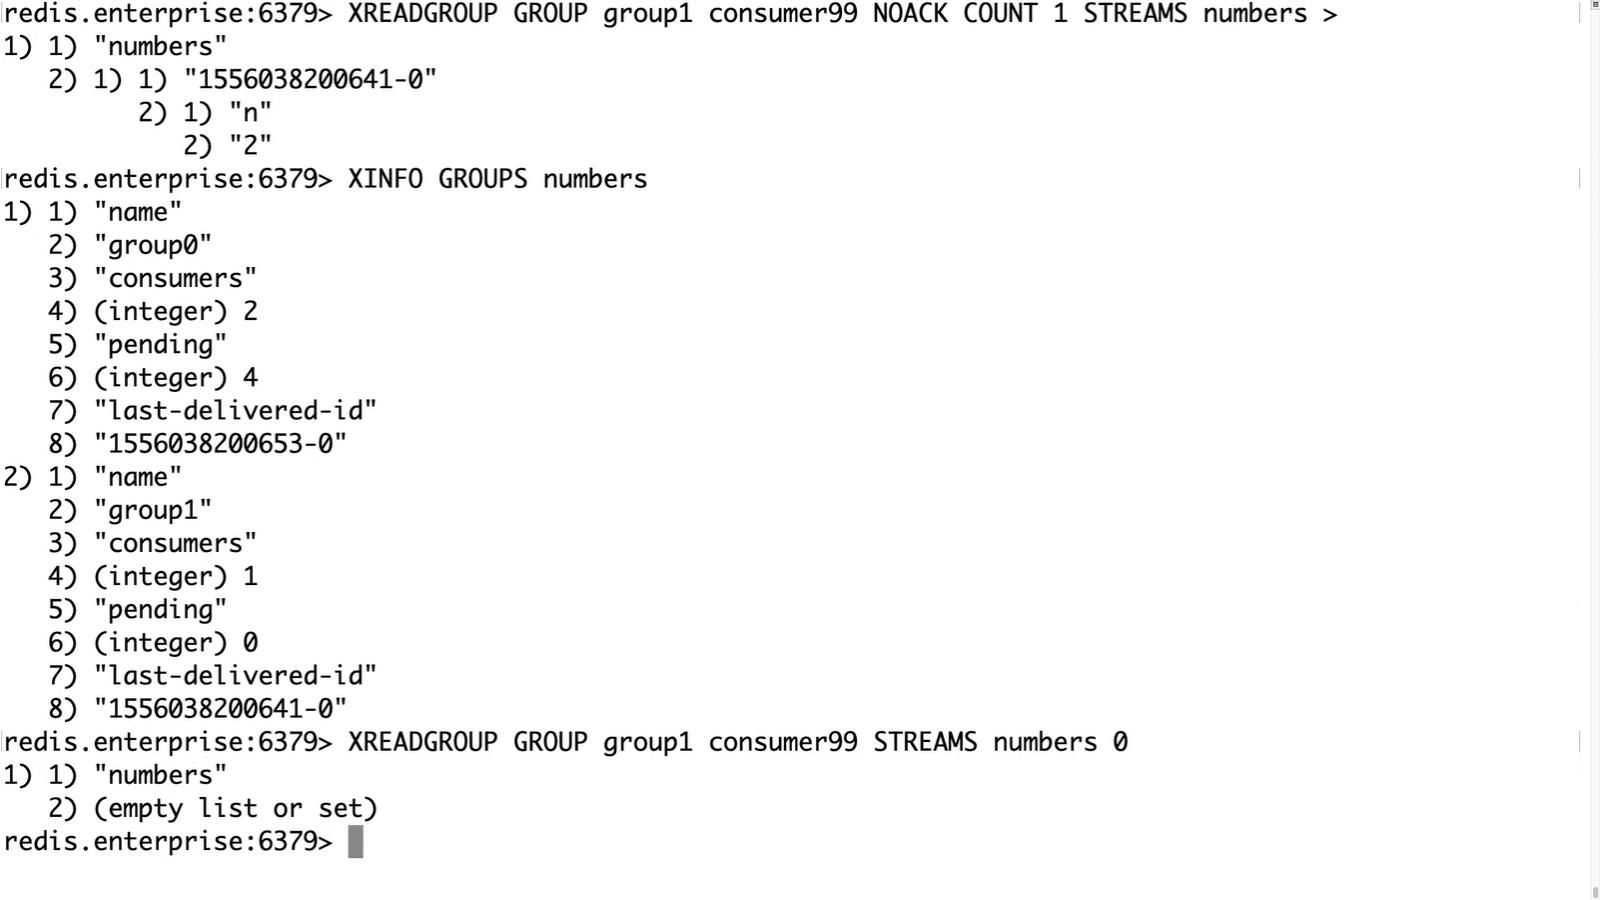 redis.enterprise:6379> XREADGROUP GROUP group1 consumer99 NOACK COUNT 1 STREAMS numbers >
1) 1) "numbers"
   2) 1) 1) "1556038200641-0"
         2) 1) "n"
            2) "2"
redis.enterprise:6379> XINFO GROUPS numbers
1) 1) "name"
   2) "group0"
   3) "consumers"
   4) (integer) 2
   5) "pending"
   6) (integer) 4
   7) "last-delivered-id"
   8) "1556038200653-0"
2) 1) "name"
   2) "group1"
   3) "consumers"
   4) (integer) 1
   5) "pending"
   6) (integer) 0
   7) "last-delivered-id"
   8) "1556038200641-0"
redis.enterprise:6379> XREADGROUP GROUP group1 consumer99 STREAMS numbers 0
1) 1) "numbers"
   2) (empty list or set)
redis.enterprise:6379>